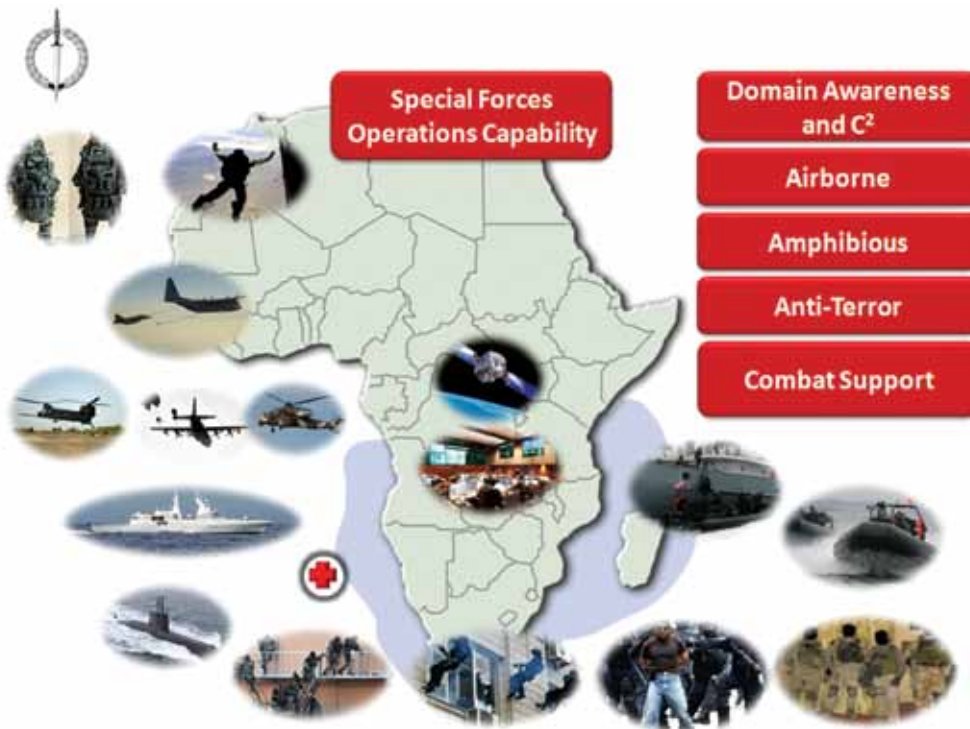 Special Forces
Operations Capability
Domain Awareness
and C²
Airborne
Amphibious
Anti-Terror
Combat Support